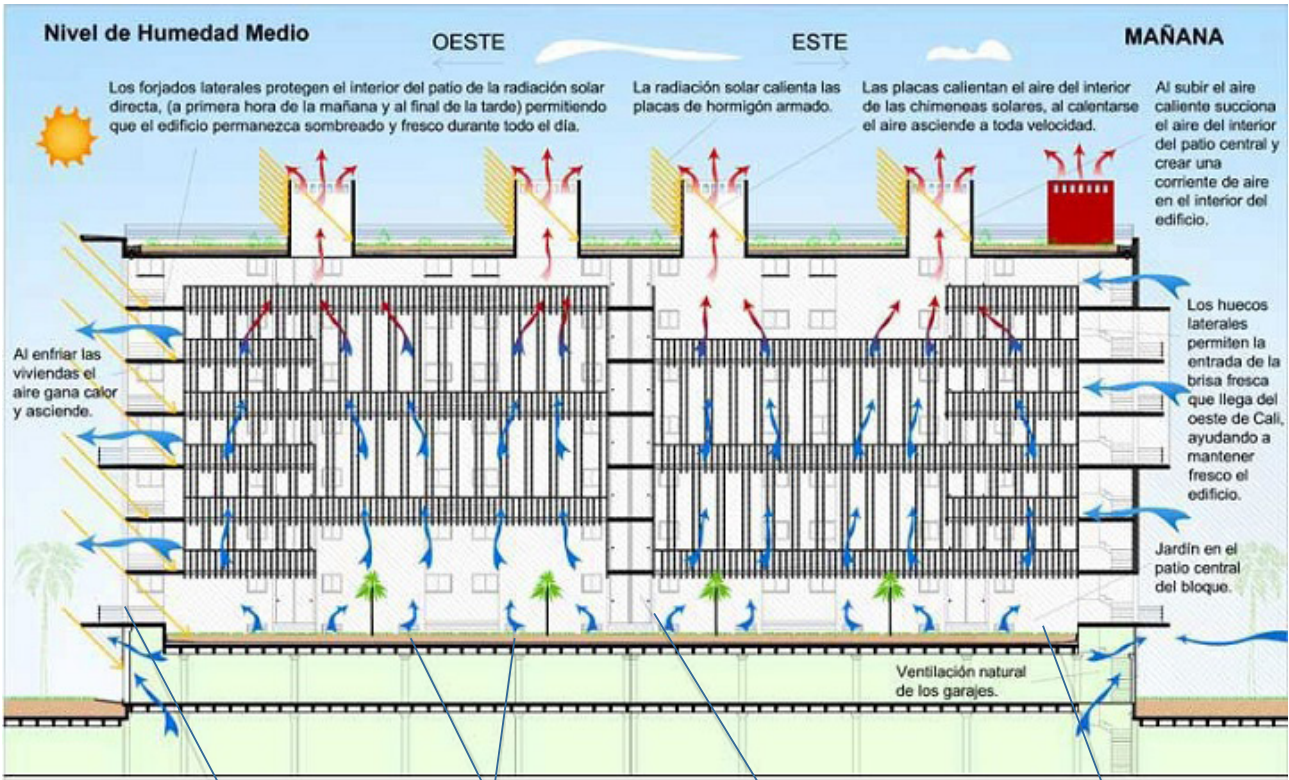 Nivel de Humedad Medio
OESTE
ESTE
MAÑANA
Los forjados laterales protegen el interior del patio de la radiación solar
directa, (a primera hora de la mañana y al final de la tarde) permitiendo
que el edificio permanezca sombreado y fresco durante todo el día.
La radiación solar calienta las
placas de hormigón armado.
Las placas calientan el aire del interior
de las chimeneas solares, al calentarse
el aire asciende a toda velocidad.
Al subir el aire
caliente succiona
el aire del interior
del patio central y
crear una
corriente de aire
en el interior del
edificio.
Al enfriar las
viviendas el
aire gana calor
y asciende.
Los huecos
laterales
permiten la
entrada de la
brisa fresca
que llega del
oeste de Cali,
ayudando a
mantener
fresco el
edificio.
Jardín en el
patio central
del bloque.
Ventilación natural
de los garajes.